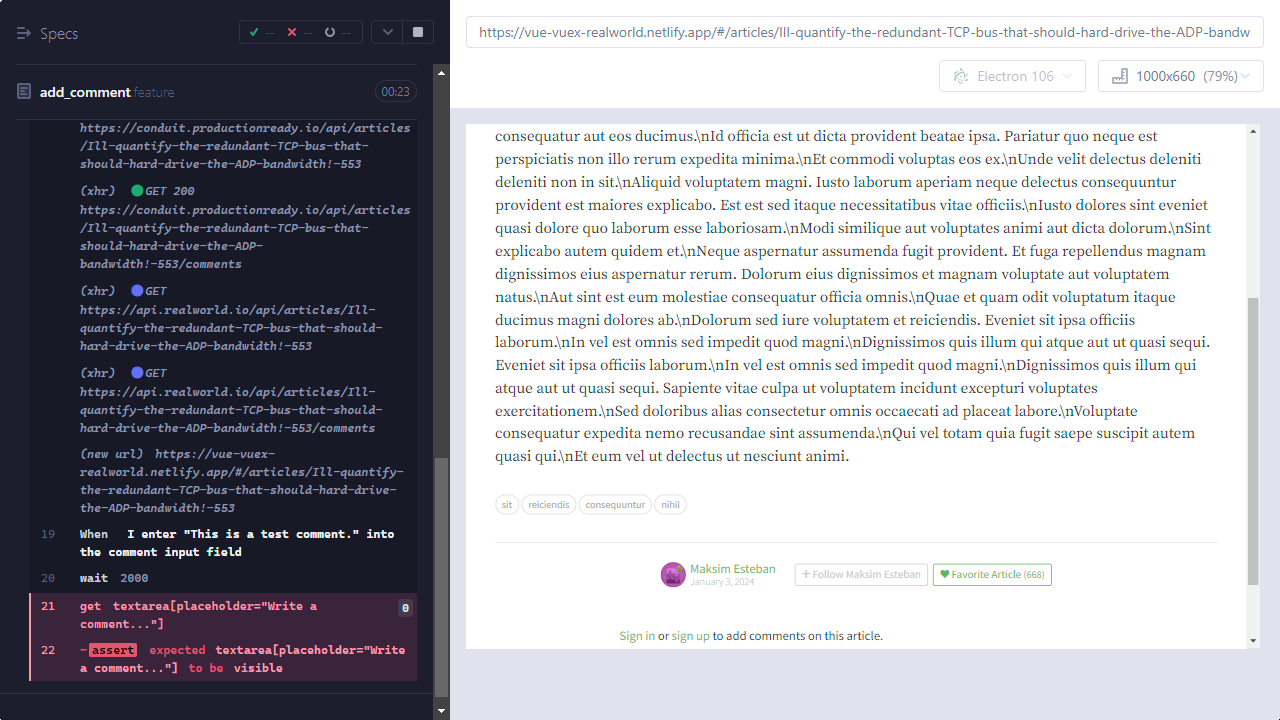 Specs
--
--
--
add_comment.feature
00:23
https://conduit.productionready.io/api/articles
/Ill-quantify-the-redundant-TCP-bus-that-
should-hard-drive-the-ADP-bandwidth!-553
(xhr) GET 200
https://conduit.productionready.io/api/articles
/Ill-quantify-the-redundant-TCP-bus-that-
should-hard-drive-the-ADP-
bandwidth!-553/comments
(xhr) GET
https://api.realworld.io/api/articles/Ill-
quantify-the-redundant-TCP-bus-that-should-
hard-drive-the-ADP-bandwidth!-553
(xhr) GET
https://api.realworld.io/api/articles/Ill-
quantify-the-redundant-TCP-bus-that-should-
hard-drive-the-ADP-bandwidth!-553/comments
(new url) https://vue-vuex-
realworld.netlify.app/#/articles/Ill-quantify-
the-redundant-TCP-bus-that-should-hard-drive-
the-ADP-bandwidth!-553
19 When I enter "This is a test comment." into
the comment input field
20 wait 2000
21 get textarea[placeholder="Write a
comment..."]
0
22 -assert expected textarea[placeholder="Write
a comment..."] to be visible
https://vue-vuex-realworld.netlify.app/#/articles/Ill-quantify-the-redundant-TCP-bus-that-should-hard-drive-the-ADP-bandw
Electron 106
1000x660 (79%)
consequatur aut eos ducimus.\nId officia est ut dicta provident beatae ipsa. Pariatur quo neque est
perspiciatis non illo rerum expedita minima.\nEt commodi voluptas eos ex.\nUnde velit delectus deleniti
deleniti non in sit.\nAliquid voluptatem magni. Iusto laborum aperiam neque delectus consequuntur
provident est maiores explicabo. Est est sed itaque necessitatibus vitae officiis.\nIusto dolores sint eveniet
quasi dolore quo laborum esse laboriosam.\nModi similique aut voluptates animi aut dicta dolorum.\nSint
explicabo autem quidem et.\nNeque aspernatur assumenda fugit provident. Et fuga repellendus magnam
dignissimos eius aspernatur rerum. Dolorum eius dignissimos et magnam voluptate aut voluptatem
natus.\nAut sint est eum molestiae consequatur officia omnis.\nQuae et quam odit voluptatum itaque
ducimus magni dolores ab.\nDolorum sed iure voluptatem et reiciendis. Eveniet sit ipsa officiis
laborum.\nIn vel est omnis sed impedit quod magni.\nDignissimos quis illum qui atque aut ut quasi sequi.
Eveniet sit ipsa officiis laborum.\nIn vel est omnis sed impedit quod magni.\nDignissimos quis illum qui
atque aut ut quasi sequi. Sapiente vitae culpa ut voluptatem incidunt excepturi voluptates
exercitationem.\nSed doloribus alias consectetur omnis occaecati ad placeat labore.\nVoluptate
consequatur expedita nemo recusandae sint assumenda.\nQui vel totam quia fugit saepe suscipit autem
quasi qui.\nEt eum vel ut delectus ut nesciunt animi.
sit reiciendis consequuntur nihil
Maksim Esteban
January 3, 2024
+ Follow Maksim Esteban
Favorite Article (668)
Sign in or sign up to add comments on this article.